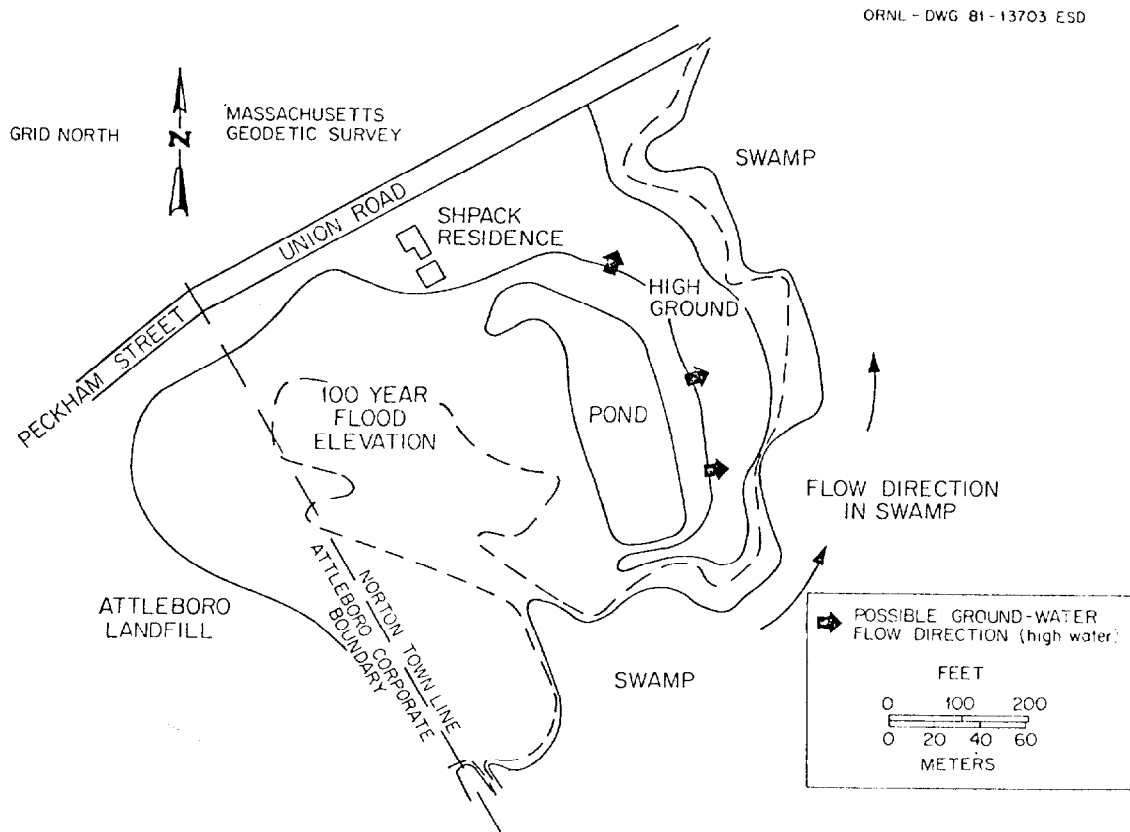 ORNL - DWG 81 - 13703 ESD
GRID NORTH
N
MASSACHUSETTS
GEODETIC SURVEY
SWAMP
UNION ROAD
SHPACK
RESIDENCE
HIGH
GROUND
PECKHAM STREET
100 YEAR
FLOOD
ELEVATION
POND
FLOW DIRECTION
IN SWAMP
ATTLEBORO
LANDFILL
NORTON TOWN LINE
ATTLEBORO CORPORATE
BOUNDARY
SWAMP
POSSIBLE GROUND-WATER
FLOW DIRECTION (high water)
FEET
0 100 200
0 20 40 60
METERS